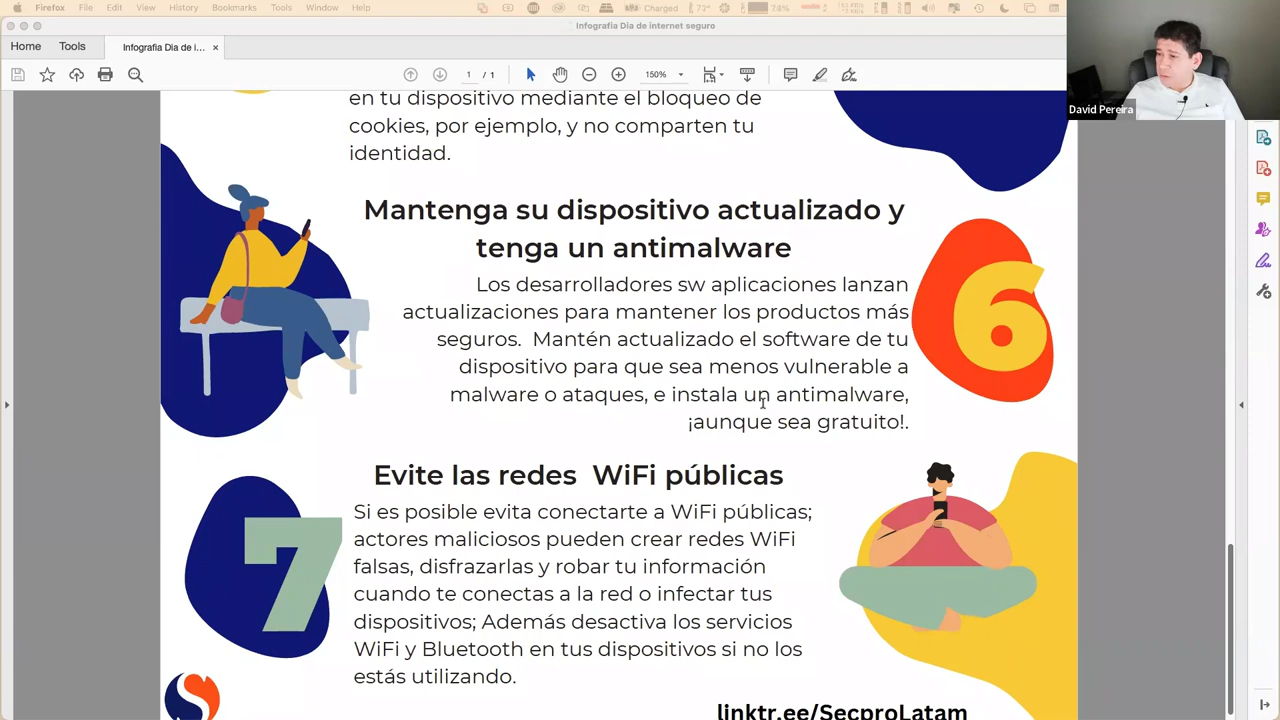 Firefox File Edit View History Bookmarks Tools Window Help Charged 73° 74%
Infografia Dia de internet seguro
Home Tools Infografia Dia de i... ×
1 / 1 150%
David Pereira
en tu dispositivo mediante el bloqueo de
cookies, por ejemplo, y no comparten tu
identidad.
Mantenga su dispositivo actualizado y
tenga un antimalware
Los desarrolladores sw aplicaciones lanzan
actualizaciones para mantener los productos más
seguros. Mantén actualizado el software de tu
dispositivo para que sea menos vulnerable a
malware o ataques, e instala un antimalware,
¡aunque sea gratuito!.
6
Evite las redes WiFi públicas
7
Si es posible evita conectarte a WiFi públicas;
actores maliciosos pueden crear redes WiFi
falsas, disfrazarlas y robar tu información
cuando te conectas a la red o infectar tus
dispositivos; Además desactiva los servicios
WiFi y Bluetooth en tus dispositivos si no los
estás utilizando.
linktr.ee/SecproLatam